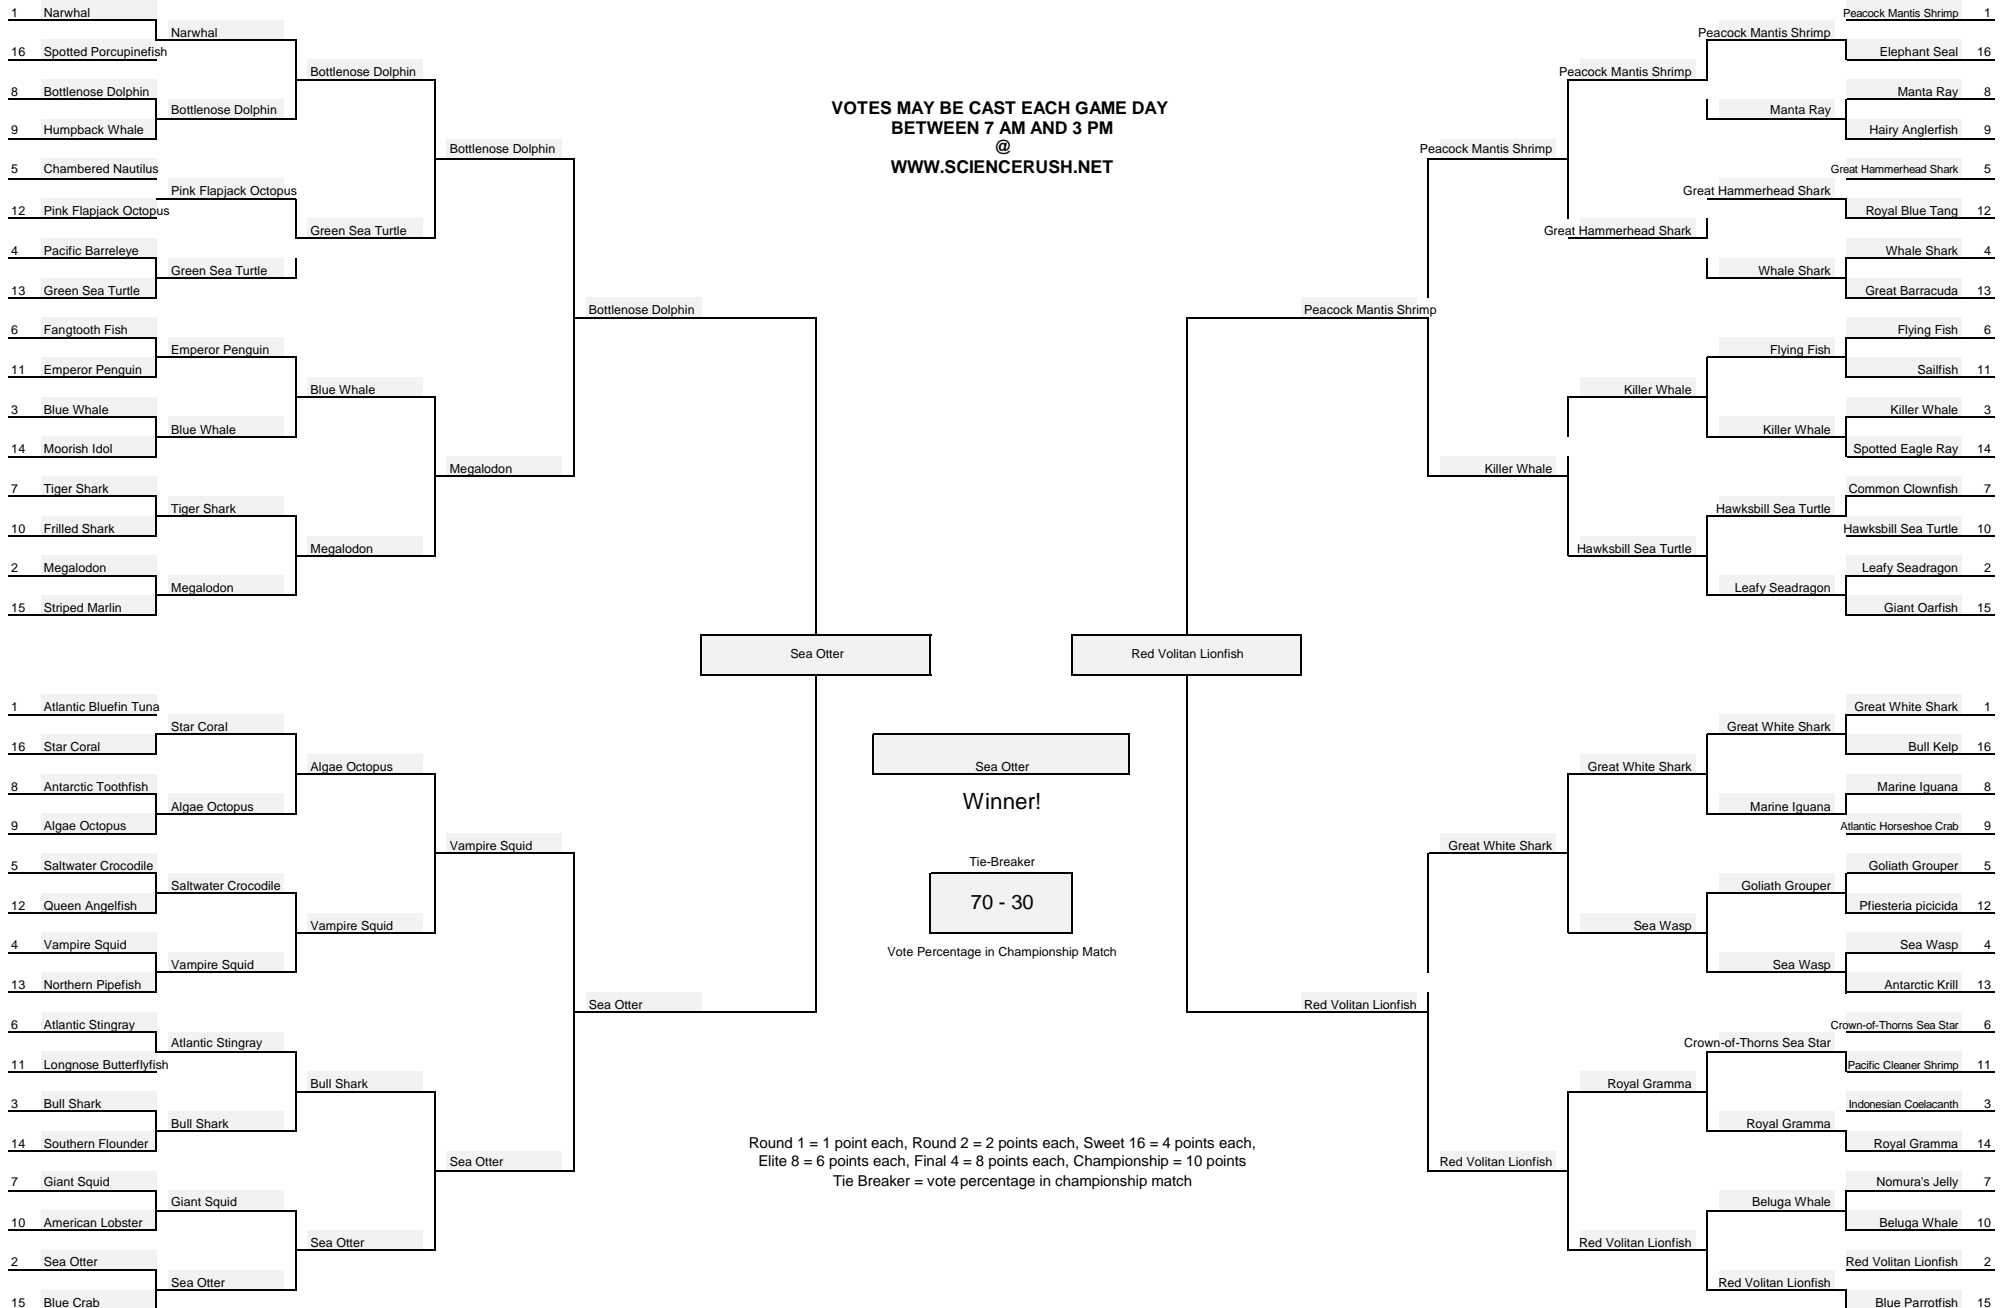 1 Narwhal
Narwhal
16 Spotted Porcupinefish
Bottlenose Dolphin
8 Bottlenose Dolphin
Bottlenose Dolphin
9 Humpback Whale
Bottlenose Dolphin
5 Chambered Nautilus
Pink Flapjack Octopus
12 Pink Flapjack Octopus
Green Sea Turtle
4 Pacific Barreleye
Green Sea Turtle
13 Green Sea Turtle
Bottlenose Dolphin
6 Fangtooth Fish
Emperor Penguin
11 Emperor Penguin
Blue Whale
3 Blue Whale
Blue Whale
14 Moorish Idol
Megalodon
7 Tiger Shark
Tiger Shark
10 Frilled Shark
Megalodon
2 Megalodon
Megalodon
15 Striped Marlin
VOTES MAY BE CAST EACH GAME DAY
BETWEEN 7 AM AND 3 PM
@
WWW.SCIENCERUSH.NET
Peacock Mantis Shrimp 1
Peacock Mantis Shrimp
Elephant Seal 16
Peacock Mantis Shrimp
Manta Ray 8
Manta Ray
Hairy Anglerfish 9
Peacock Mantis Shrimp
Great Hammerhead Shark 5
Great Hammerhead Shark
Royal Blue Tang 12
Great Hammerhead Shark
Whale Shark 4
Whale Shark
Great Barracuda 13
Peacock Mantis Shrimp
Flying Fish 6
Flying Fish
Sailfish 11
Killer Whale
Killer Whale 3
Killer Whale
Spotted Eagle Ray 14
Killer Whale
Common Clownfish 7
Hawksbill Sea Turtle
Hawksbill Sea Turtle 10
Hawksbill Sea Turtle
Leafy Seadragon 2
Leafy Seadragon
Giant Oarfish 15
Sea Otter
Red Volitan Lionfish
1 Atlantic Bluefin Tuna
Star Coral
16 Star Coral
Algae Octopus
8 Antarctic Toothfish
Algae Octopus
9 Algae Octopus
Vampire Squid
5 Saltwater Crocodile
Saltwater Crocodile
12 Queen Angelfish
Vampire Squid
4 Vampire Squid
Vampire Squid
13 Northern Pipefish
Sea Otter
6 Atlantic Stingray
Atlantic Stingray
11 Longnose Butterflyfish
Bull Shark
3 Bull Shark
Bull Shark
14 Southern Flounder
Sea Otter
7 Giant Squid
Giant Squid
10 American Lobster
Sea Otter
2 Sea Otter
Sea Otter
15 Blue Crab
Sea Otter
Winner!
Tie-Breaker
70 - 30
Vote Percentage in Championship Match
Round 1 = 1 point each, Round 2 = 2 points each, Sweet 16 = 4 points each,
Elite 8 = 6 points each, Final 4 = 8 points each, Championship = 10 points
Tie Breaker = vote percentage in championship match
Great White Shark 1
Great White Shark
Bull Kelp 16
Great White Shark
Marine Iguana 8
Marine Iguana
Atlantic Horseshoe Crab 9
Great White Shark
Goliath Grouper 5
Goliath Grouper
Pfiesteria picicida 12
Sea Wasp
Sea Wasp 4
Sea Wasp
Antarctic Krill 13
Red Volitan Lionfish
Crown-of-Thorns Sea Star 6
Crown-of-Thorns Sea Star
Pacific Cleaner Shrimp 11
Royal Gramma
Indonesian Coelacanth 3
Royal Gramma
Royal Gramma 14
Red Volitan Lionfish
Nomura's Jelly 7
Beluga Whale
Beluga Whale 10
Red Volitan Lionfish
Red Volitan Lionfish 2
Red Volitan Lionfish
Blue Parrotfish 15